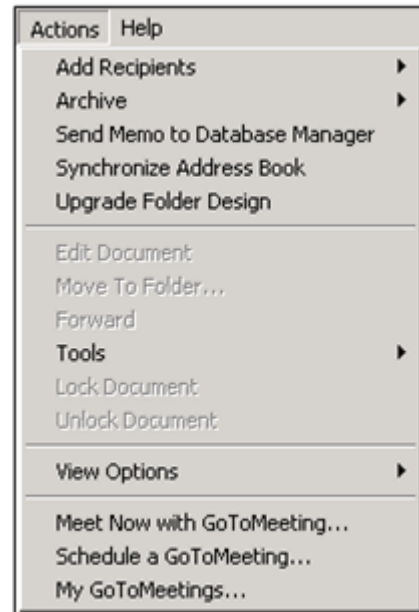 Actions Help
Add Recipients
Archive
Send Memo to Database Manager
Synchronize Address Book
Upgrade Folder Design
Edit Document
Move To Folder...
Forward
Tools
Lock Document
Unlock Document
View Options
Meet Now with GoToMeeting...
Schedule a GoToMeeting...
My GoToMeetings...